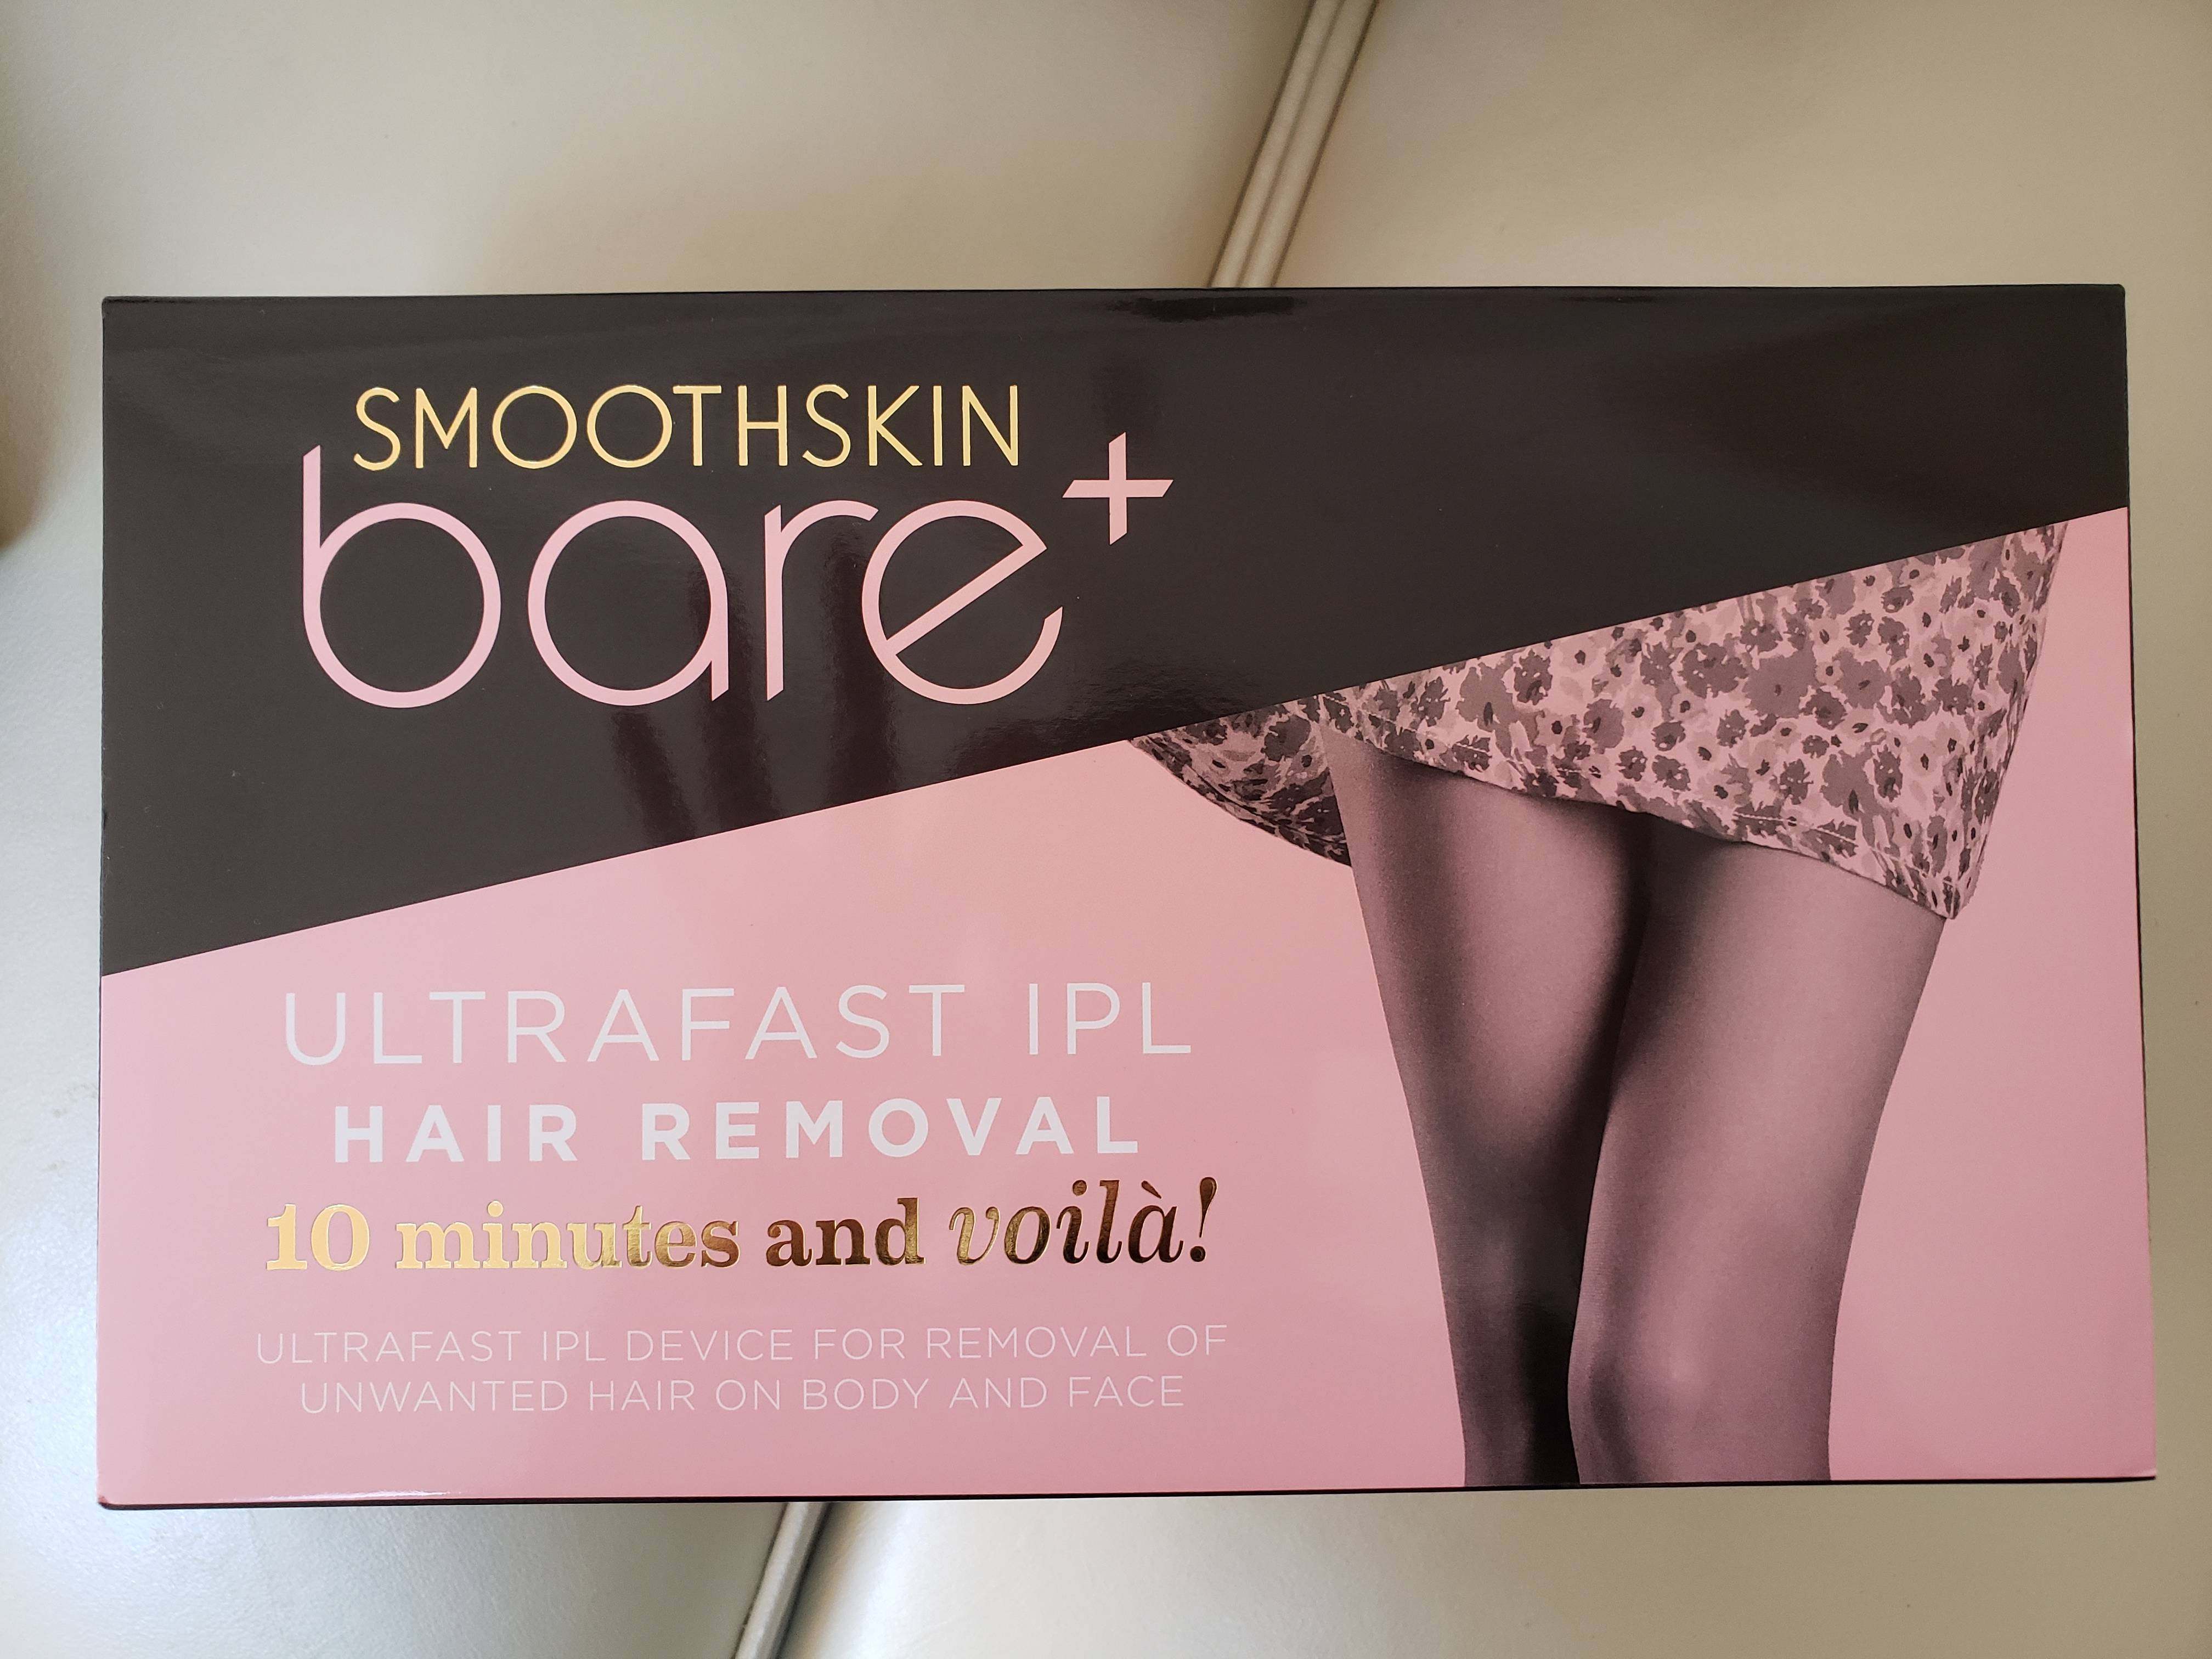 SMOOTHSKIN
bare+
ULTRAFAST IPL
HAIR REMOVAL
10 minutes and voilà!
ULTRAFAST IPL DEVICE FOR REMOVAL OF
UNWANTED HAIR ON BODY AND FACE